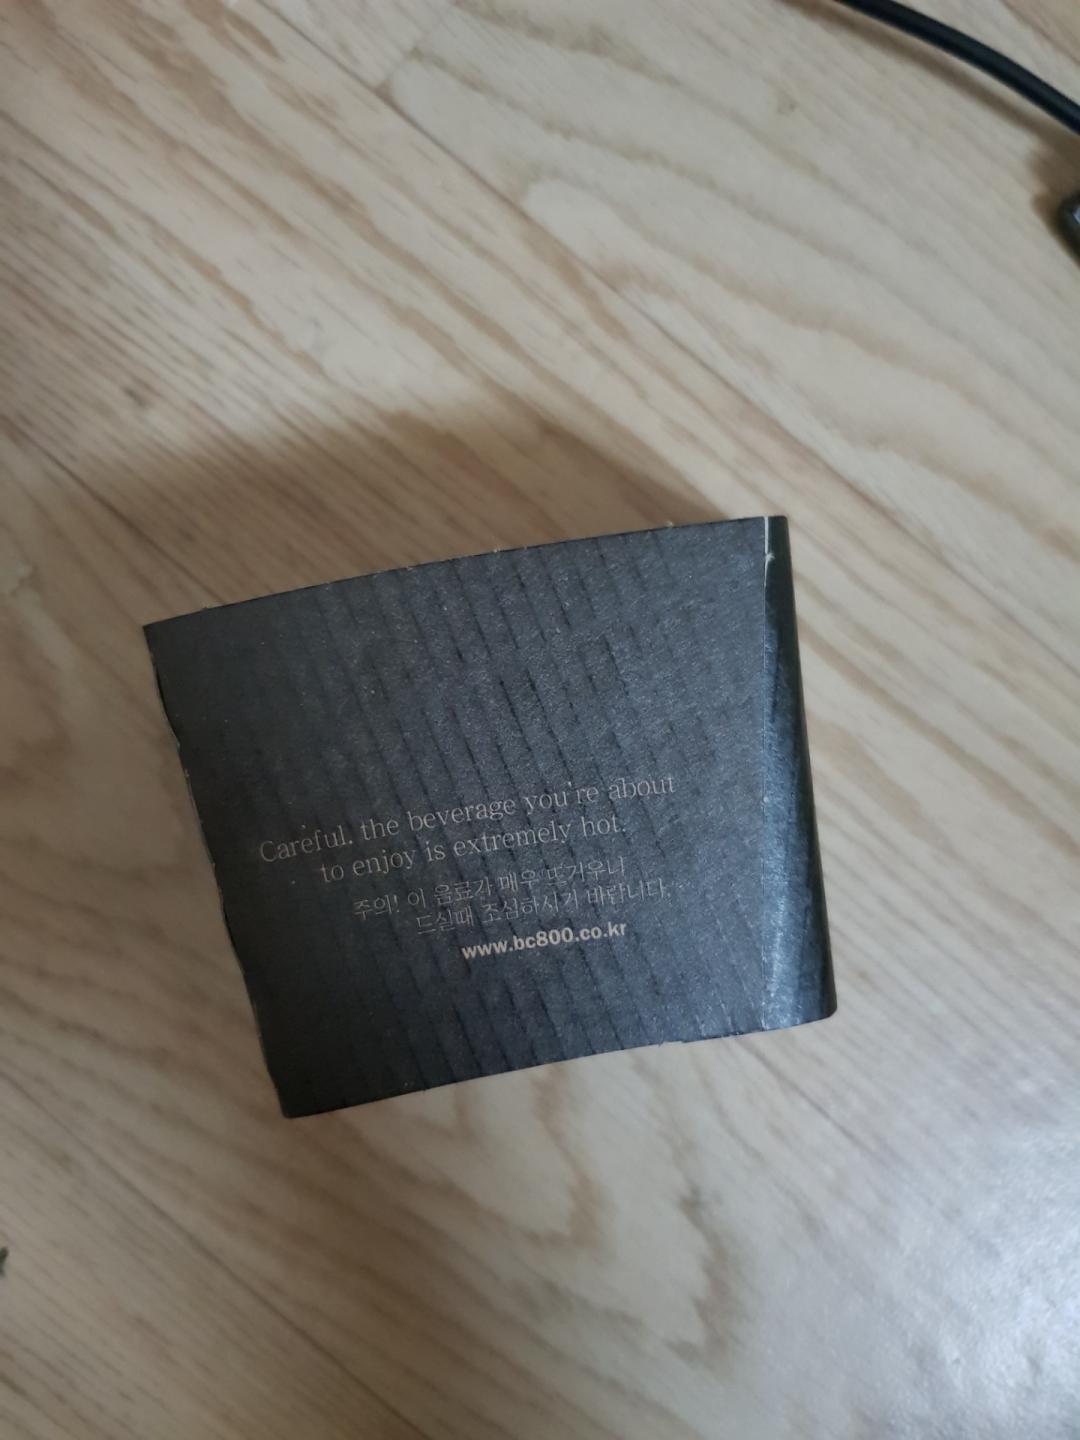 Careful. the beverage you're about
to enjoy is extremely hot.
주의! 이 음료가 매우 뜨거우니
드실때 조심하시기 바랍니다.
www.bc800.co.kr